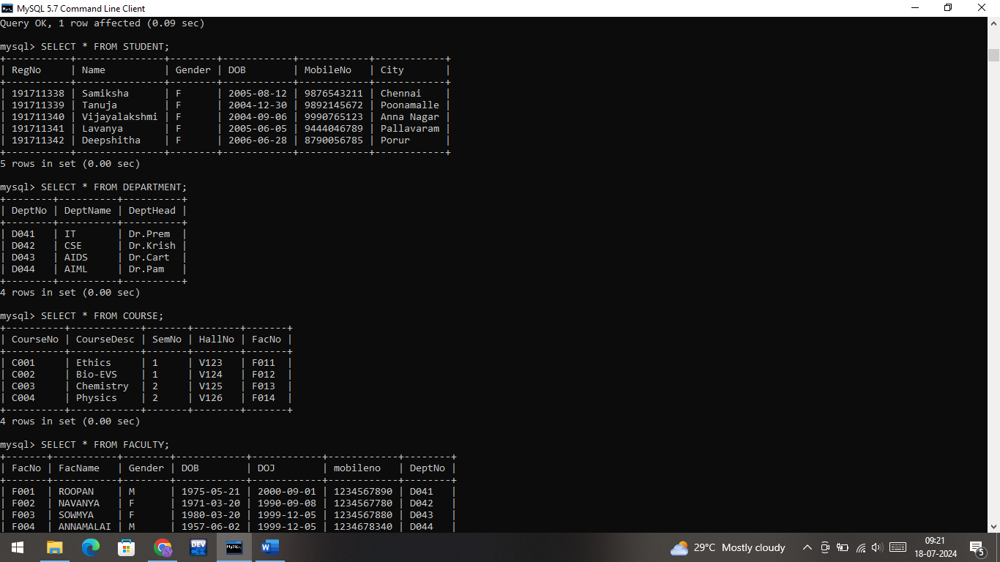 MySQL 5.7 Command Line Client
Query OK, 1 row affected (0.09 sec)
mysql> SELECT * FROM STUDENT;
+-----------+---------------+--------+------------+------------+------------+
| RegNo     | Name          | Gender | DOB        | MobileNo   | City       |
+-----------+---------------+--------+------------+------------+------------+
| 191711338 | Samiksha      | F      | 2005-08-12 | 9876543211 | Chennai    |
| 191711339 | Tanuja        | F      | 2004-12-30 | 9892145672 | Poonamalle |
| 191711340 | Vijayalakshmi | F      | 2004-09-06 | 9990765123 | Anna Nagar |
| 191711341 | Lavanya       | F      | 2005-06-05 | 9444046789 | Pallavaram |
| 191711342 | Deepshitha    | F      | 2006-06-28 | 8790056785 | Porur      |
+-----------+---------------+--------+------------+------------+------------+
5 rows in set (0.00 sec)
mysql> SELECT * FROM DEPARTMENT;
+--------+----------+----------+
| DeptNo | DeptName | DeptHead |
+--------+----------+----------+
| D041   | IT       | Dr.Prem  |
| D042   | CSE      | Dr.Krish |
| D043   | AIDS     | Dr.Cart  |
| D044   | AIML     | Dr.Pam   |
+--------+----------+----------+
4 rows in set (0.00 sec)
mysql> SELECT * FROM COURSE;
+----------+------------+-------+--------+-------+
| CourseNo | CourseDesc | SemNo | HallNo | FacNo |
+----------+------------+-------+--------+-------+
| C001     | Ethics     | 1     | V123   | F011  |
| C002     | Bio-EVS    | 1     | V124   | F012  |
| C003     | Chemistry  | 2     | V125   | F013  |
| C004     | Physics    | 2     | V126   | F014  |
+----------+------------+-------+--------+-------+
4 rows in set (0.00 sec)
mysql> SELECT * FROM FACULTY;
+-------+-----------+--------+------------+------------+------------+--------+
| FacNo | FacName   | Gender | DOB        | DOJ        | mobileno   | DeptNo |
+-------+-----------+--------+------------+------------+------------+--------+
| F001  | ROOPAN    | M      | 1975-05-21 | 2000-09-01 | 1234567890 | D041   |
| F002  | NAVANYA   | F      | 1971-03-20 | 1990-09-08 | 1234567780 | D042   |
| F003  | SOWMYA    | F      | 1980-03-20 | 1999-12-05 | 1234567880 | D043   |
| F004  | ANNAMALAI | M      | 1957-06-02 | 1999-12-05 | 1234678340 | D044   |
DEV
MySQL
W
29°C Mostly cloudy
09:21
18-07-2024
5